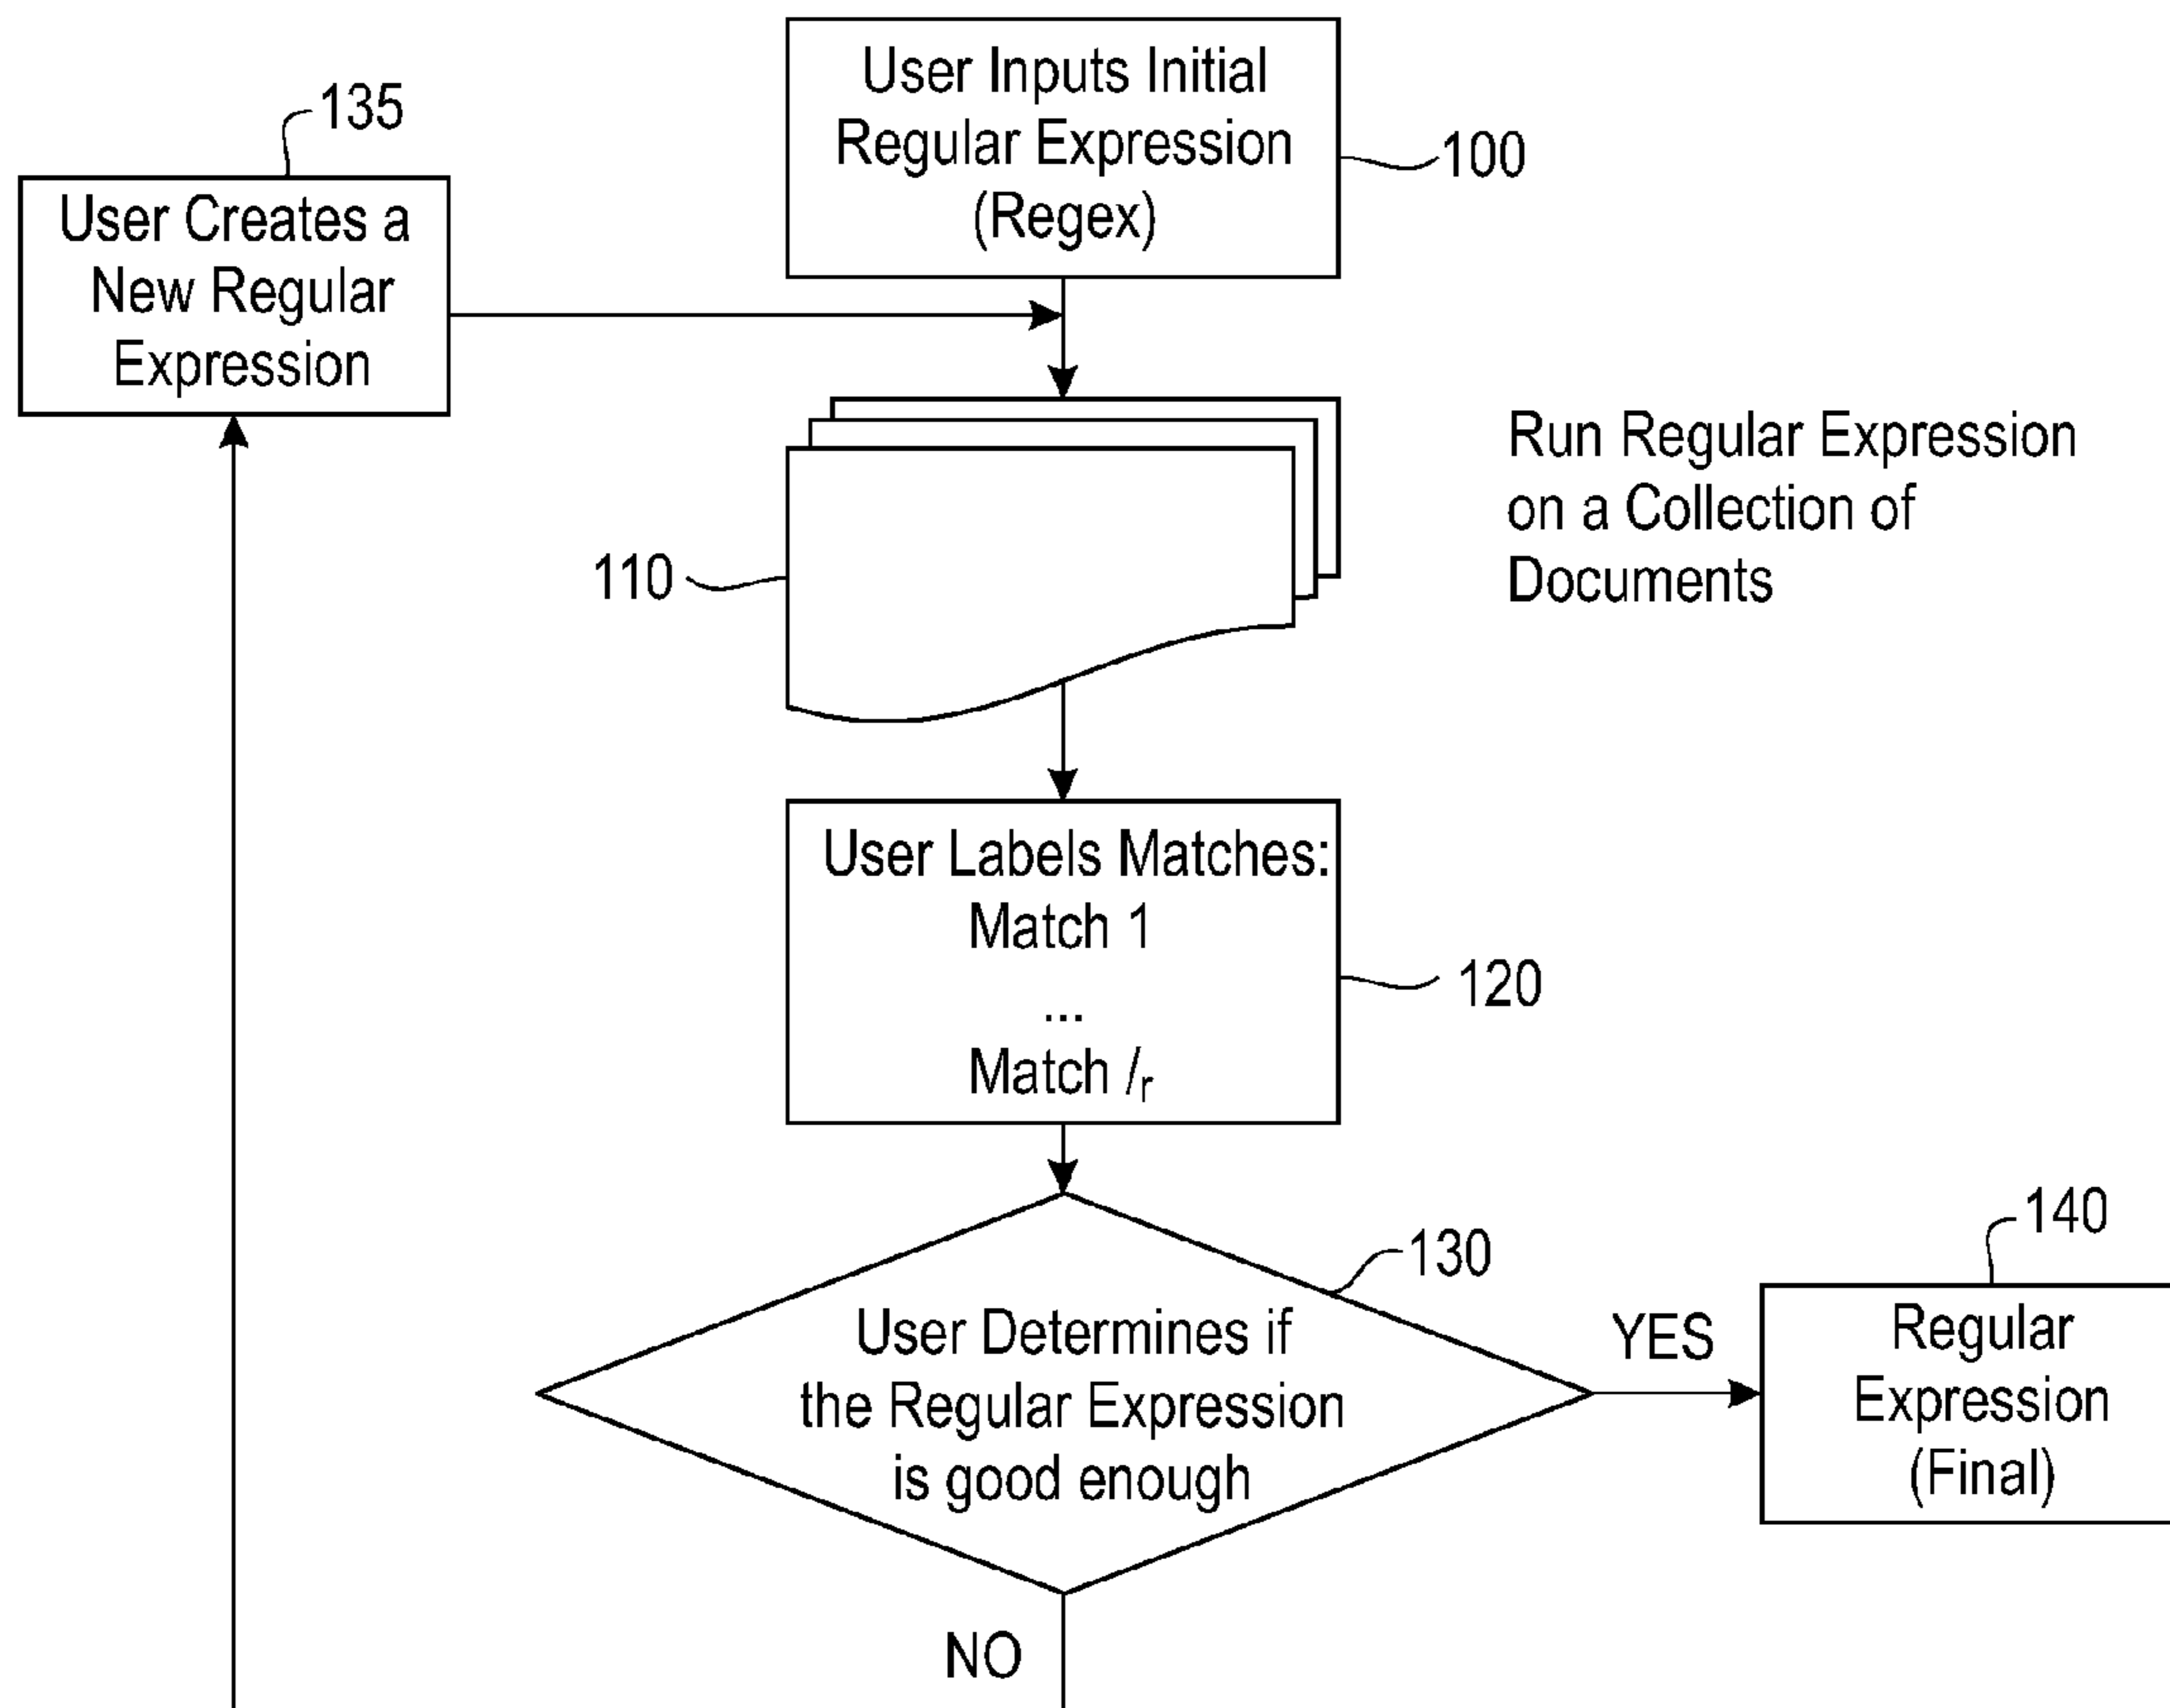 User Inputs Initial
Regular Expression
(Regex)
100
135
User Creates a
New Regular
Expression
Run Regular Expression
on a Collection of
Documents
110
User Labels Matches:
Match 1
...
Match /r
120
130
User Determines if
the Regular Expression
is good enough
YES
140
Regular
Expression
(Final)
NO